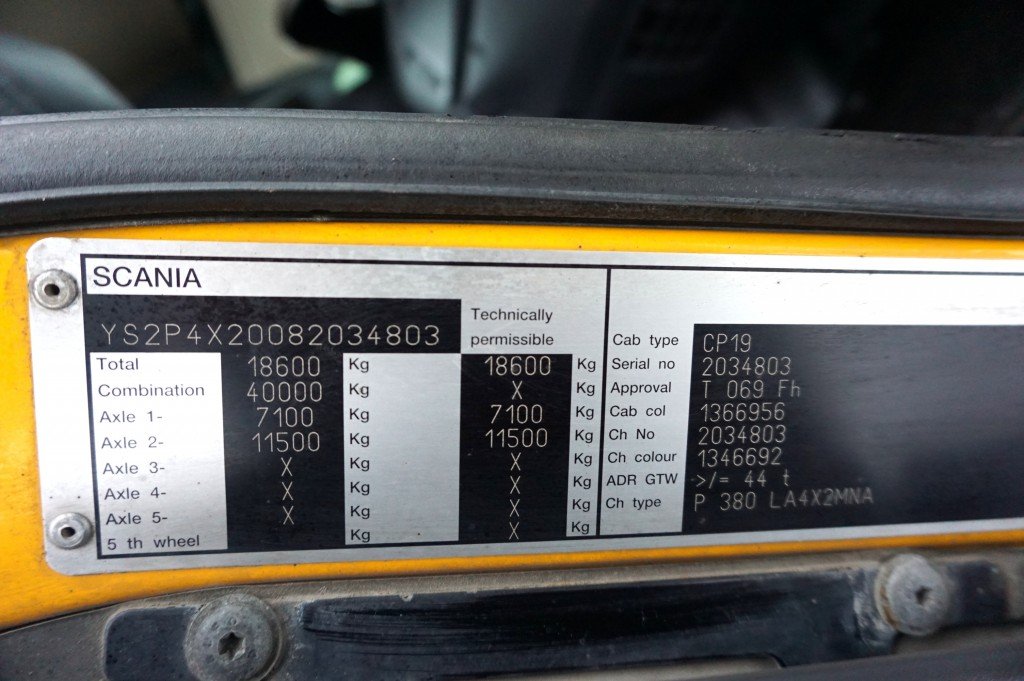 SCANIA
YS2P4X20082034803
Technically
permissible
Total 18600 Kg 18600 Kg
Combination 40000 Kg X Kg
Axle 1- 7100 Kg 7100 Kg
Axle 2- 11500 Kg 11500 Kg
Axle 3- X Kg X Kg
Axle 4- X Kg X Kg
Axle 5- X Kg X Kg
5 th wheel Kg X Kg
Cab type CP19
Serial no 2034803
Approval T 069 Fh
Cab col 1366956
Ch No 2034803
Ch colour 1346692
ADR GTW >/= 44 t
Ch type P 380 LA4X2MNA